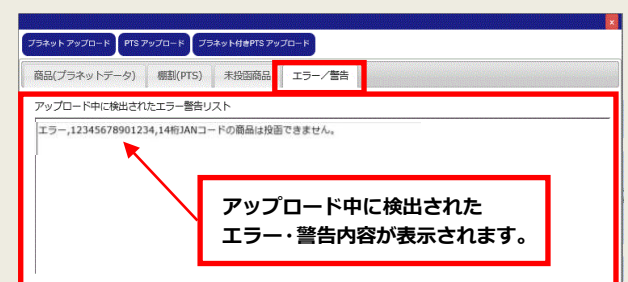 プラネット アップロード PTS アップロード プラネット付きPTS アップロード
商品(プラネットデータ) 棚割(PTS) 未投函商品 エラー／警告
アップロード中に検出されたエラー警告リスト
エラー,12345678901234,14桁JANコードの商品は投函できません。
アップロード中に検出された
エラー・警告内容が表示されます。